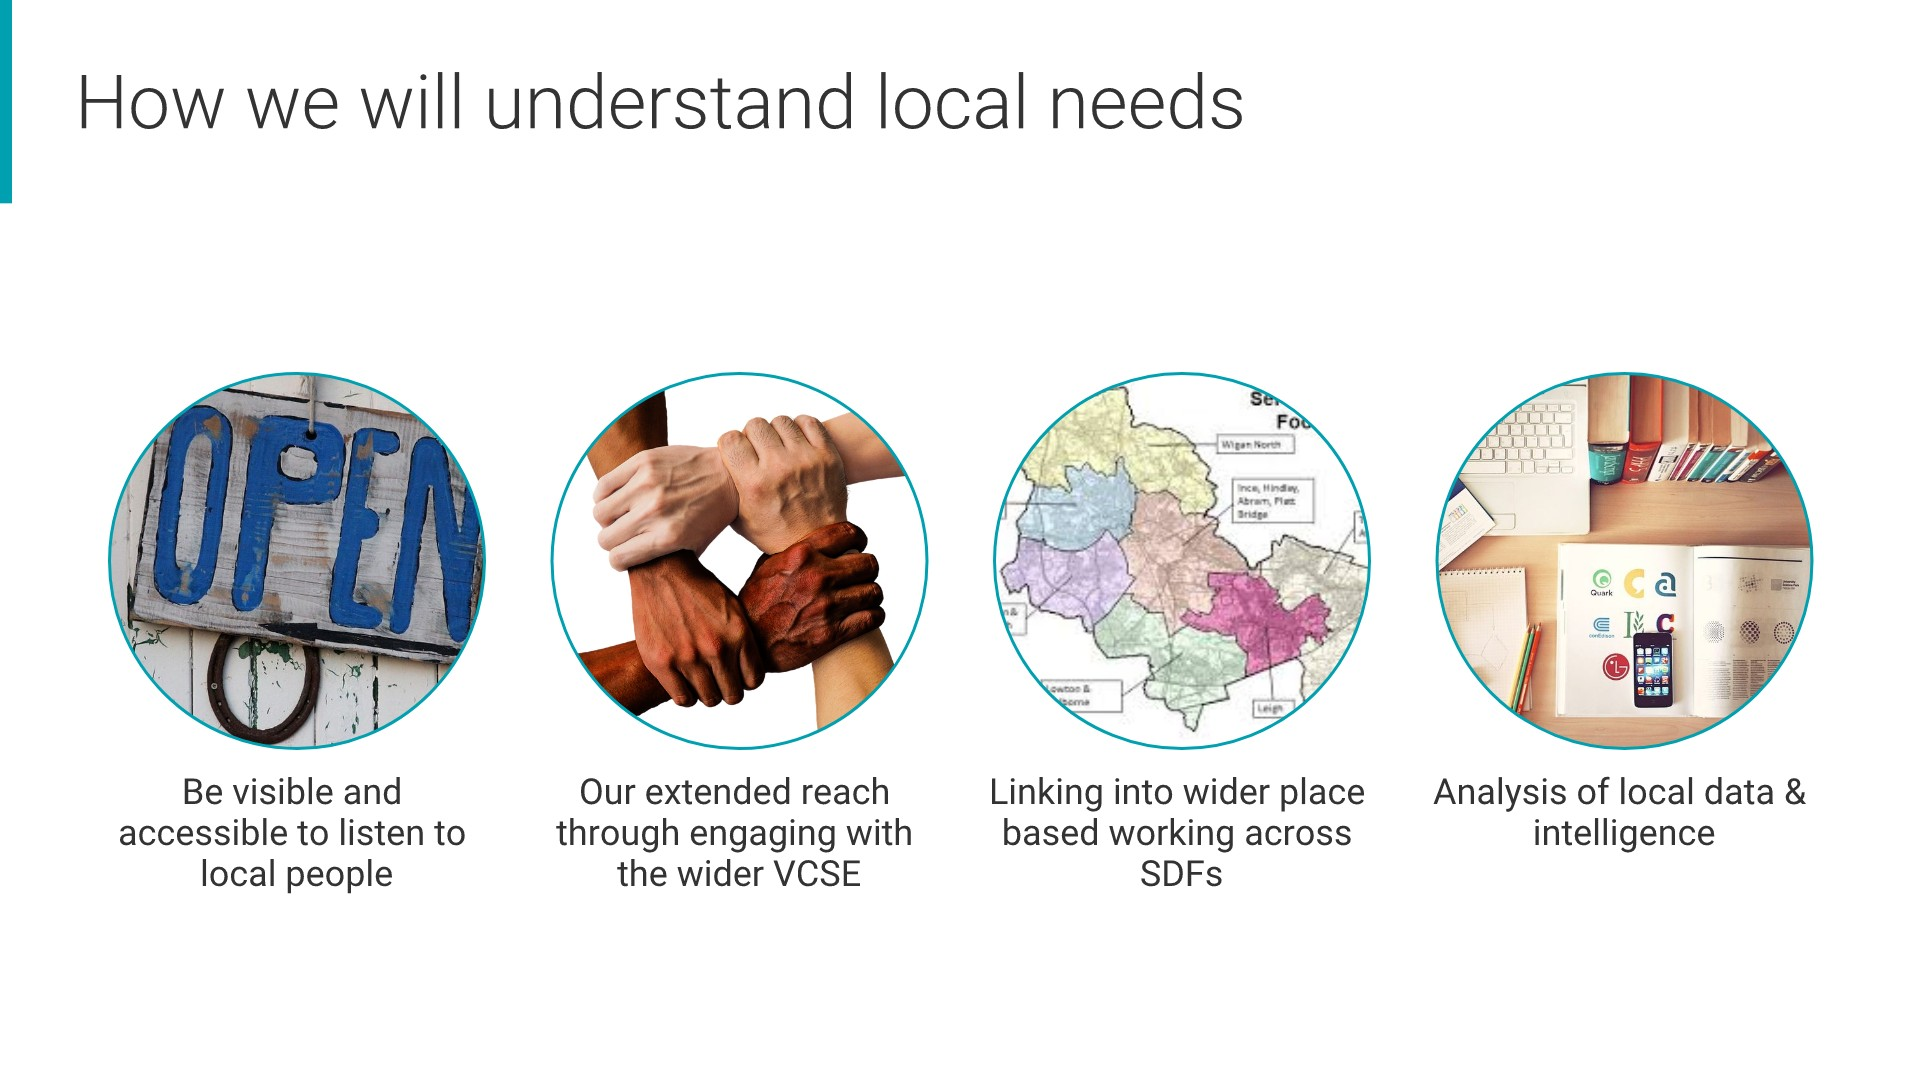 How we will understand local needs
OPEN
Wigan North
Ince, Hindley,
Abram, Platt
Bridge
Lowton &
Leigh
Quark
LG
Be visible and
accessible to listen to
local people
Our extended reach
through engaging with
the wider VCSE
Linking into wider place
based working across
SDFs
Analysis of local data &
intelligence